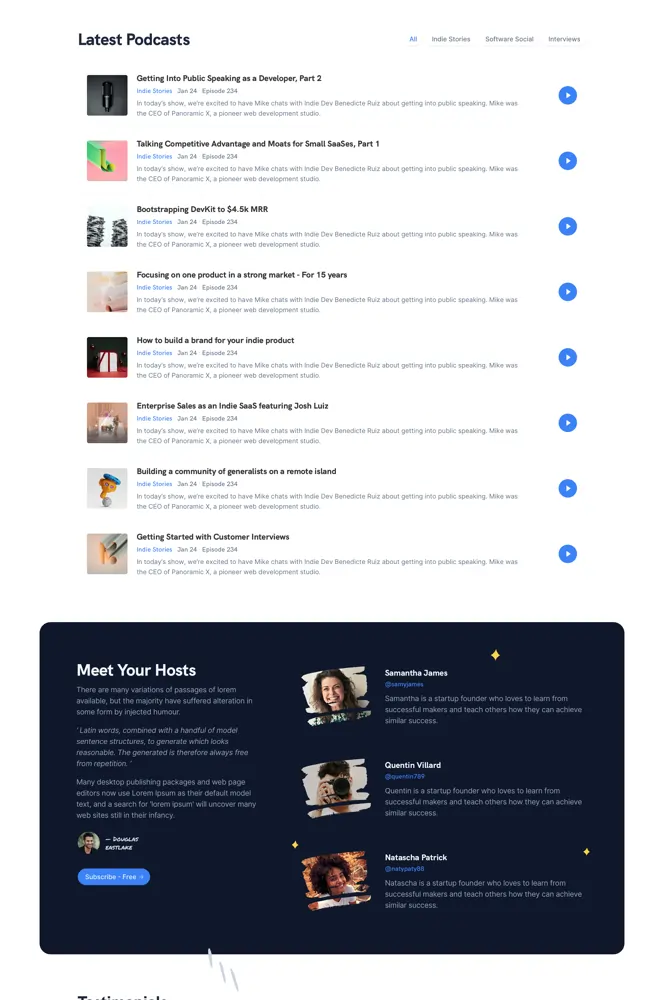 Latest Podcasts
All Indie Stories Software Social Interviews
Getting Into Public Speaking as a Developer, Part 2
Indie Stories Jan 24 Episode 234
In today's show, we're excited to have Mike chats with Indie Dev Benedicte Ruiz about getting into public speaking. Mike was
the CEO of Panoramic X, a pioneer web development studio.
Talking Competitive Advantage and Moats for Small SaaSes, Part 1
Indie Stories Jan 24 Episode 234
In today's show, we're excited to have Mike chats with Indie Dev Benedicte Ruiz about getting into public speaking. Mike was
the CEO of Panoramic X, a pioneer web development studio.
Bootstrapping DevKit to $4.5k MRR
Indie Stories Jan 24 Episode 234
In today's show, we're excited to have Mike chats with Indie Dev Benedicte Ruiz about getting into public speaking. Mike was
the CEO of Panoramic X, a pioneer web development studio.
Focusing on one product in a strong market - For 15 years
Indie Stories Jan 24 Episode 234
In today's show, we're excited to have Mike chats with Indie Dev Benedicte Ruiz about getting into public speaking. Mike was
the CEO of Panoramic X, a pioneer web development studio.
How to build a brand for your indie product
Indie Stories Jan 24 Episode 234
In today's show, we're excited to have Mike chats with Indie Dev Benedicte Ruiz about getting into public speaking. Mike was
the CEO of Panoramic X, a pioneer web development studio.
Enterprise Sales as an Indie SaaS featuring Josh Luiz
Indie Stories Jan 24 Episode 234
In today's show, we're excited to have Mike chats with Indie Dev Benedicte Ruiz about getting into public speaking. Mike was
the CEO of Panoramic X, a pioneer web development studio.
Building a community of generalists on a remote island
Indie Stories Jan 24 Episode 234
In today's show, we're excited to have Mike chats with Indie Dev Benedicte Ruiz about getting into public speaking. Mike was
the CEO of Panoramic X, a pioneer web development studio.
Getting Started with Customer Interviews
Indie Stories Jan 24 Episode 234
In today's show, we're excited to have Mike chats with Indie Dev Benedicte Ruiz about getting into public speaking. Mike was
the CEO of Panoramic X, a pioneer web development studio.
Meet Your Hosts
There are many variations of passages of lorem
available, but the majority have suffered alteration in
some form by injected humour.
' Latin words, combined with a handful of model
sentence structures, to generate which looks
reasonable. The generated is therefore always free
from repetition. '
Many desktop publishing packages and web page
editors now use Lorem Ipsum as their default model
text, and a search for 'lorem ipsum' will uncover many
web sites still in their infancy.
— Douglas
Eastlake
Subscribe - Free →
Samantha James
@samyjames
Samantha is a startup founder who loves to learn from
successful makers and teach others how they can achieve
similar success.
Quentin Villard
@quentin789
Quentin is a startup founder who loves to learn from
successful makers and teach others how they can achieve
similar success.
Natascha Patrick
@natypaty88
Natascha is a startup founder who loves to learn from
successful makers and teach others how they can achieve
similar success.
Testimonials